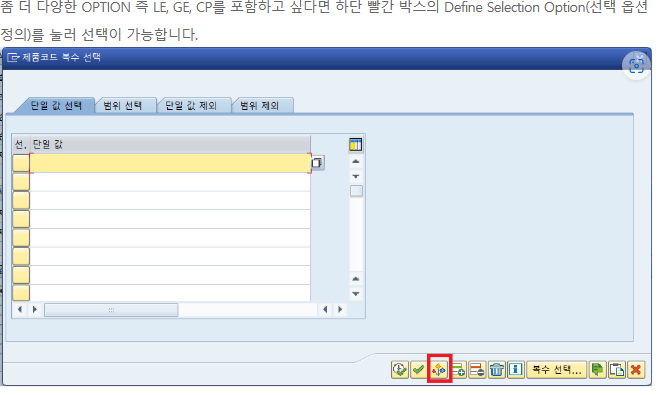 좀 더 다양한 OPTION 즉 LE, GE, CP를 포함하고 싶다면 하단 빨간 박스의 Define Selection Option(선택 옵션
정의)를 눌러 선택이 가능합니다.
제품코드 복수 선택
단일 값 선택 범위 선택 단일 값 제외 범위 제외
선. 단일 값
복수 선택...